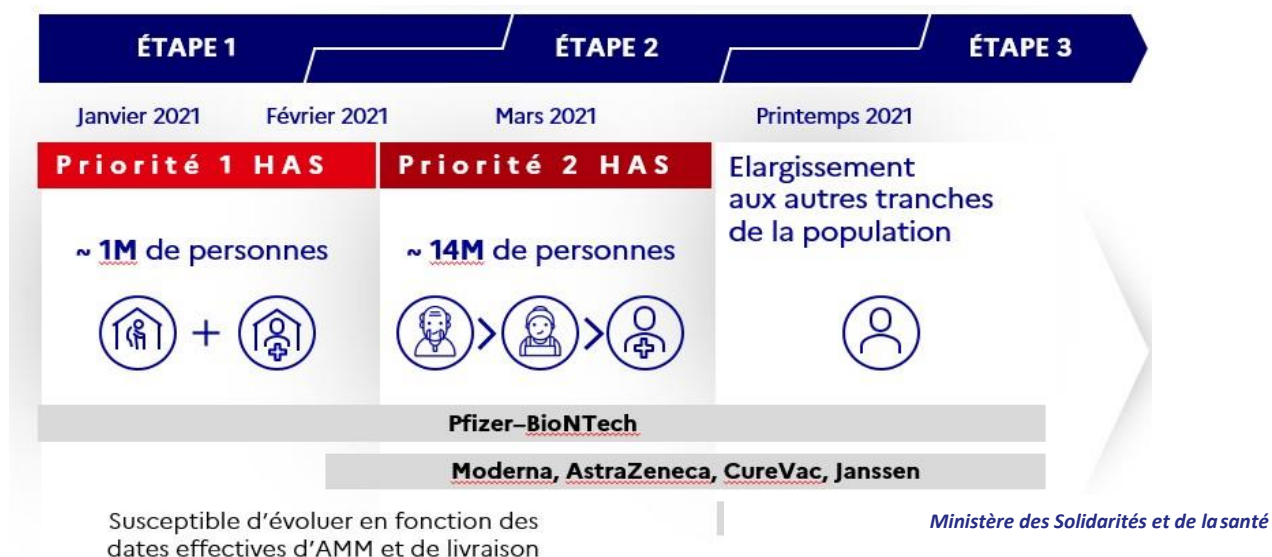 ÉTAPE 1
ÉTAPE 2
ÉTAPE 3
Janvier 2021
Février 2021
Mars 2021
Printemps 2021
Priorité 1 HAS
Priorité 2 HAS
Elargissement
aux autres tranches
de la population
~ 1M de personnes
~ 14M de personnes
+
>
>
Pfizer–BioNTech
Moderna, AstraZeneca, CureVac, Janssen
Susceptible d’évoluer en fonction des
dates effectives d’AMM et de livraison
Ministère des Solidarités et de la santé